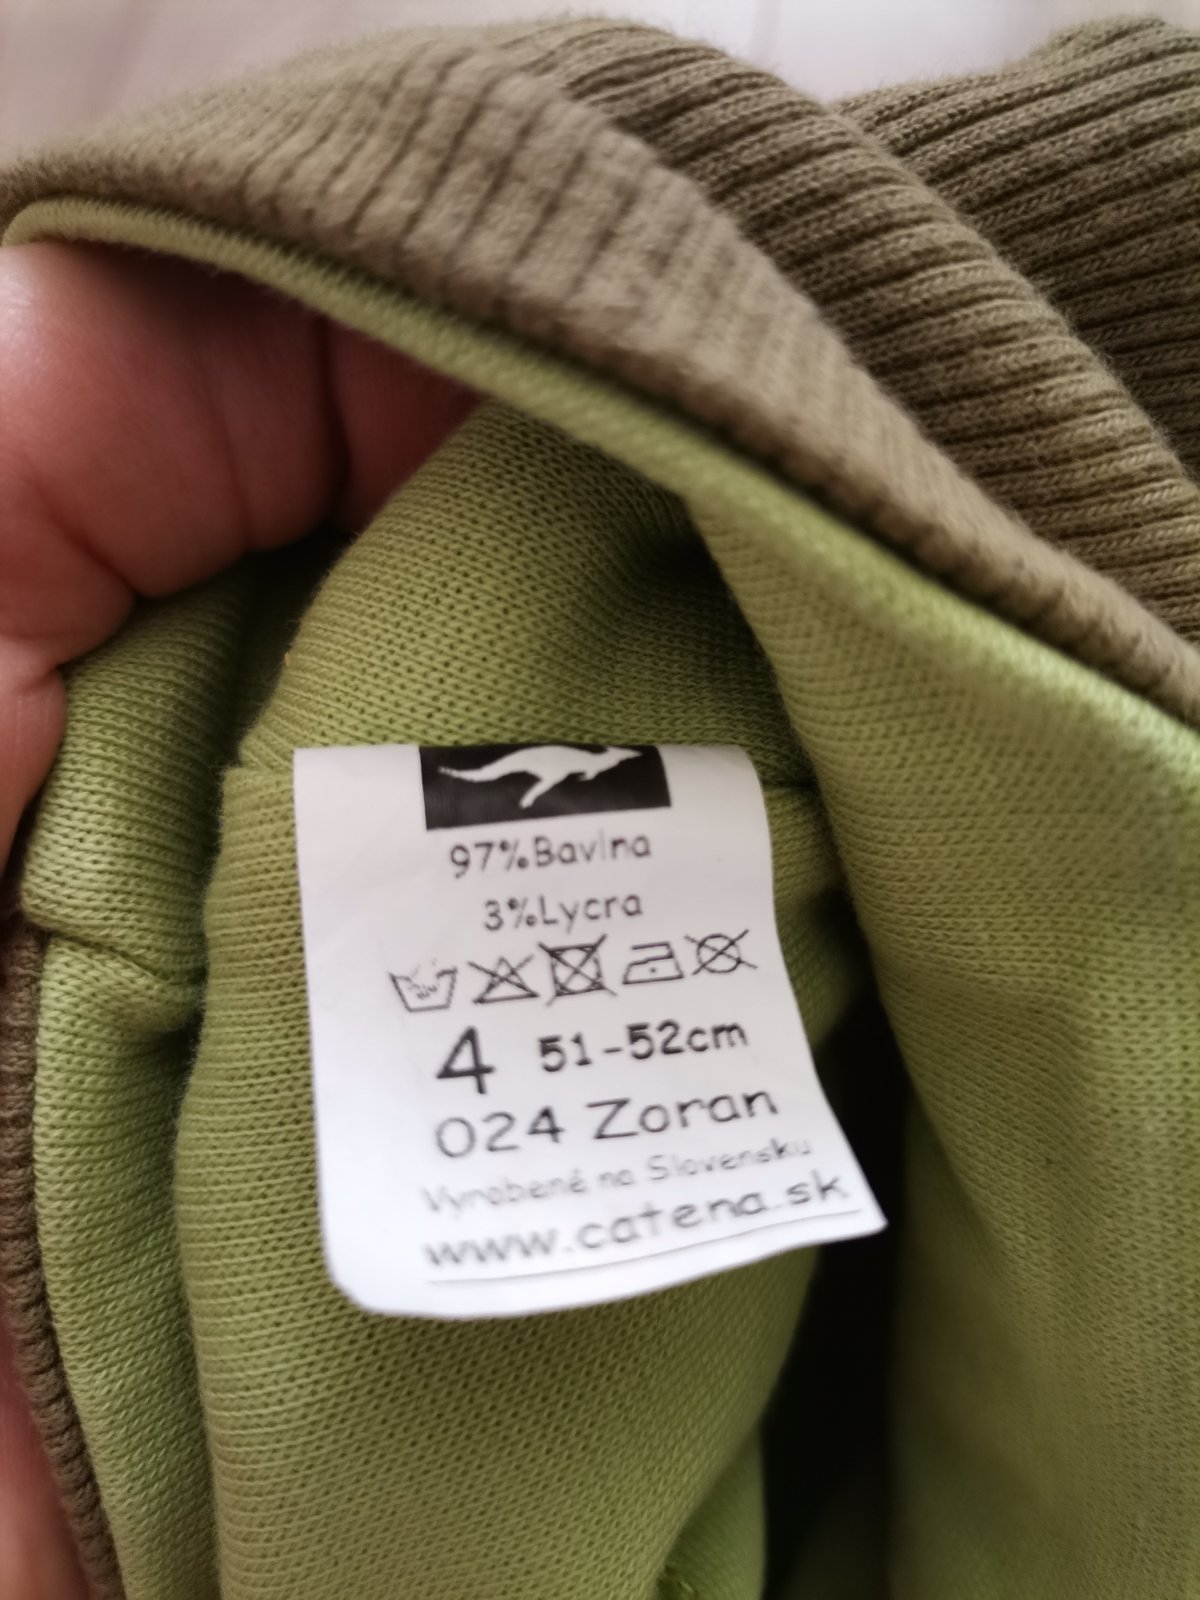 97%Bavlna
3%Lycra
4 51-52cm
024 Zoran
Vyrobené na Slovensku
www.catena.sk